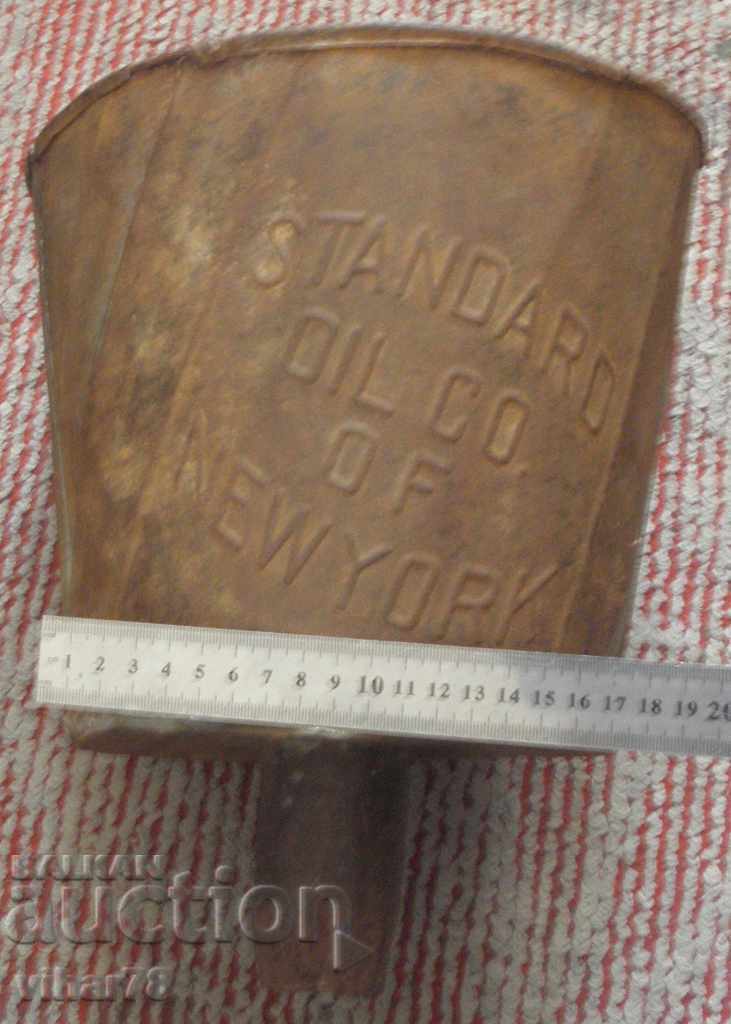 STANDARD
OIL CO.
OF
NEW YORK
1 2 3 4 5 6 7 8 9 10 11 12 13 14 15 16 17 18 19 20
BALKAN
auction
vihar78